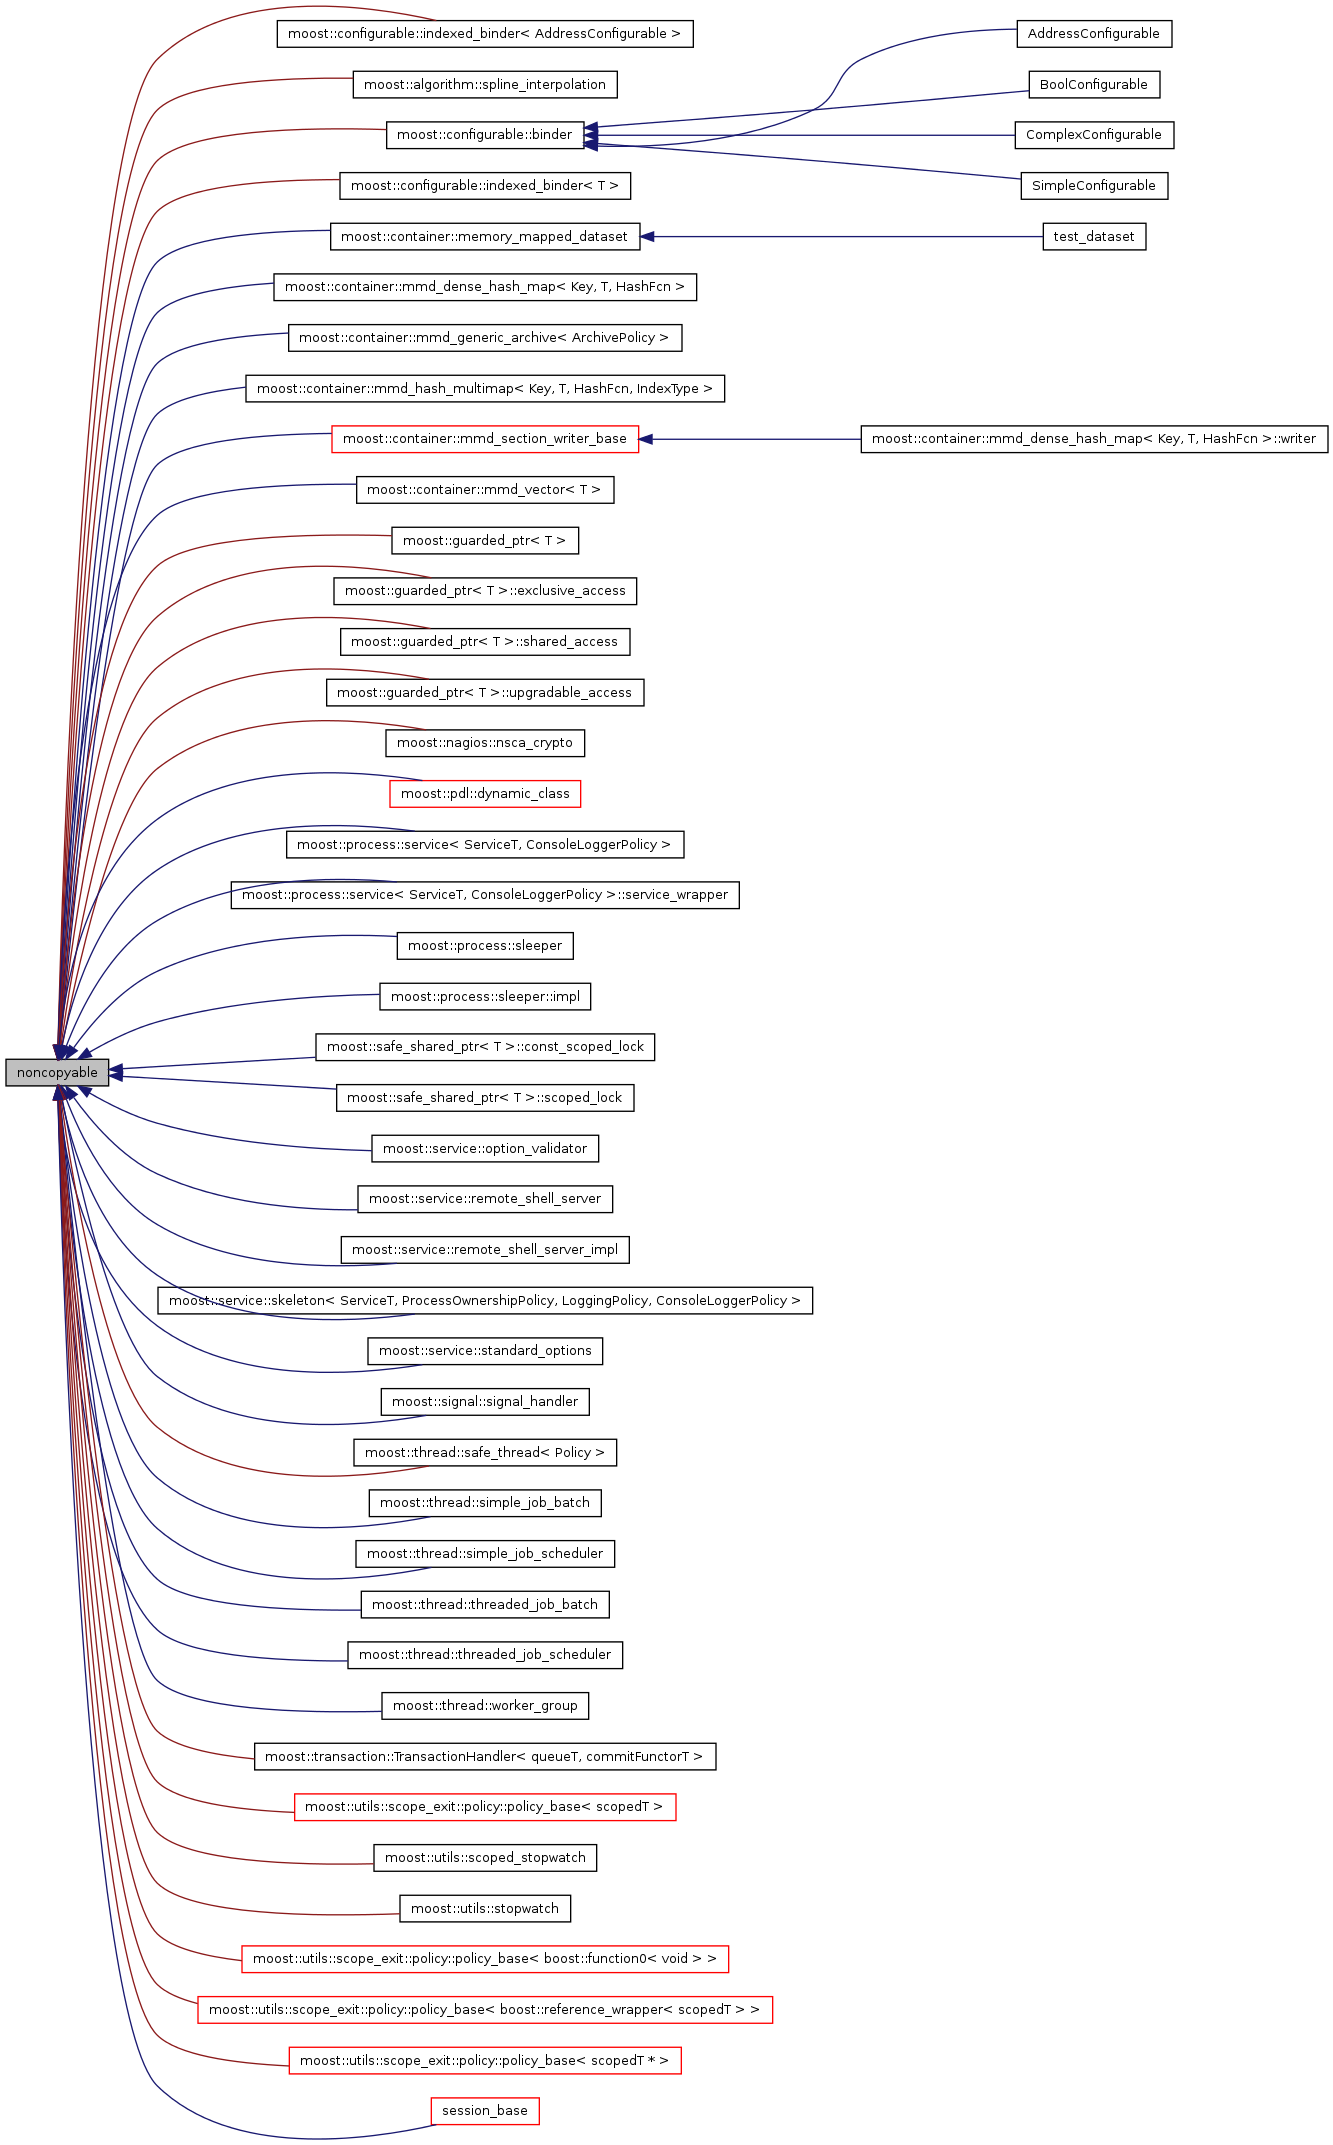 moost::configurable::indexed_binder< AddressConfigurable >
AddressConfigurable
moost::algorithm::spline_interpolation
BoolConfigurable
moost::configurable::binder
ComplexConfigurable
moost::configurable::indexed_binder< T >
SimpleConfigurable
moost::container::memory_mapped_dataset
test_dataset
moost::container::mmd_dense_hash_map< Key, T, HashFcn >
moost::container::mmd_generic_archive< ArchivePolicy >
moost::container::mmd_hash_multimap< Key, T, HashFcn, IndexType >
moost::container::mmd_section_writer_base
moost::container::mmd_dense_hash_map< Key, T, HashFcn >::writer
moost::container::mmd_vector< T >
moost::guarded_ptr< T >
moost::guarded_ptr< T >::exclusive_access
moost::guarded_ptr< T >::shared_access
moost::guarded_ptr< T >::upgradable_access
moost::nagios::nsca_crypto
moost::pdl::dynamic_class
moost::process::service< ServiceT, ConsoleLoggerPolicy >
moost::process::service< ServiceT, ConsoleLoggerPolicy >::service_wrapper
moost::process::sleeper
moost::process::sleeper::impl
moost::safe_shared_ptr< T >::const_scoped_lock
noncopyable
moost::safe_shared_ptr< T >::scoped_lock
moost::service::option_validator
moost::service::remote_shell_server
moost::service::remote_shell_server_impl
moost::service::skeleton< ServiceT, ProcessOwnershipPolicy, LoggingPolicy, ConsoleLoggerPolicy >
moost::service::standard_options
moost::signal::signal_handler
moost::thread::safe_thread< Policy >
moost::thread::simple_job_batch
moost::thread::simple_job_scheduler
moost::thread::threaded_job_batch
moost::thread::threaded_job_scheduler
moost::thread::worker_group
moost::transaction::TransactionHandler< queueT, commitFunctorT >
moost::utils::scope_exit::policy::policy_base< scopedT >
moost::utils::scoped_stopwatch
moost::utils::stopwatch
moost::utils::scope_exit::policy::policy_base< boost::function0< void > >
moost::utils::scope_exit::policy::policy_base< boost::reference_wrapper< scopedT > >
moost::utils::scope_exit::policy::policy_base< scopedT * >
session_base